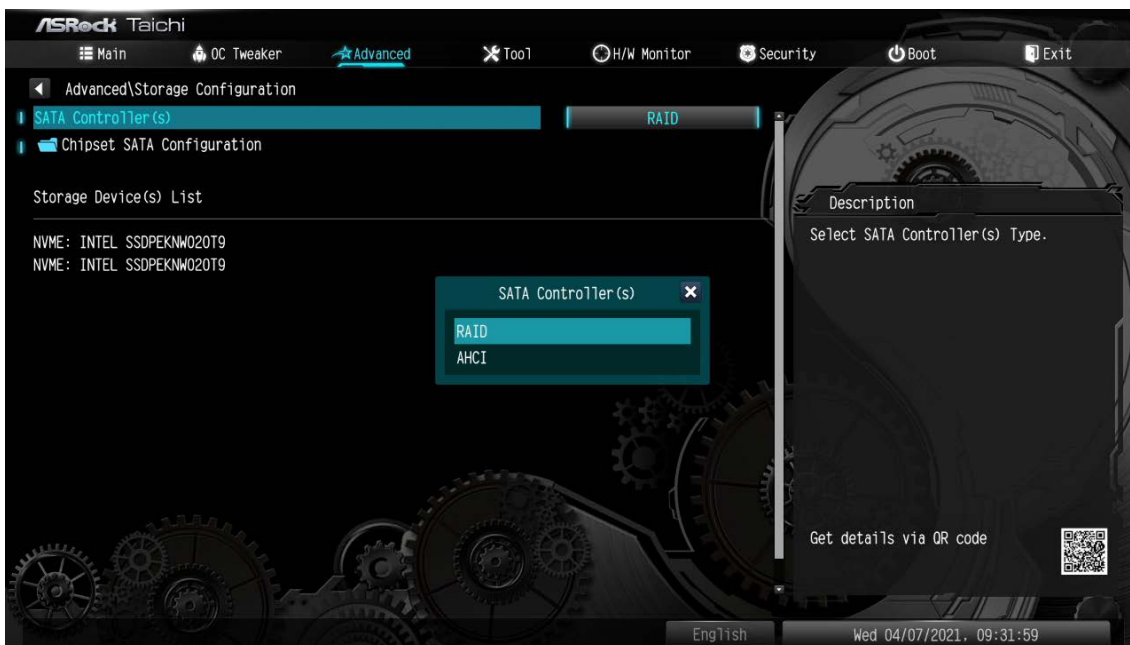 ASRock Taichi
Main OC Tweaker Advanced Tool H/W Monitor Security Boot Exit
Advanced\Storage Configuration
SATA Controller(s) RAID
Chipset SATA Configuration
Storage Device(s) List
NVME: INTEL SSDPEKNW020T9
NVME: INTEL SSDPEKNW020T9
SATA Controller(s)
RAID
AHCI
Description
Select SATA Controller(s) Type.
Get details via QR code
English Wed 04/07/2021. 09:31:59